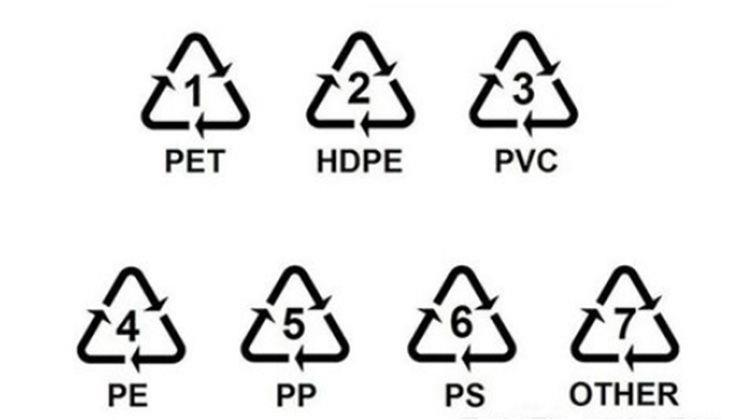 1 2 3
PET HDPE PVC
4 5 6 7
PE PP PS OTHER